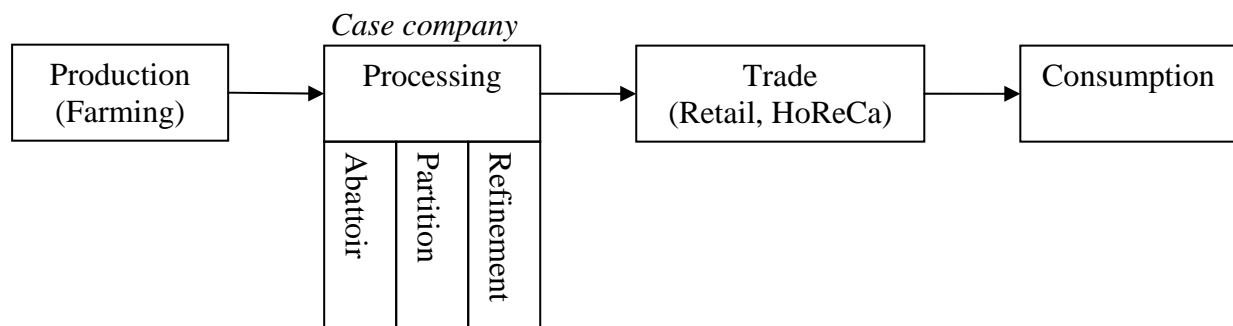 Case company
Production
(Farming)
Processing
Trade
(Retail, HoReCa)
Consumption
Abattoir
Partition
Refinement